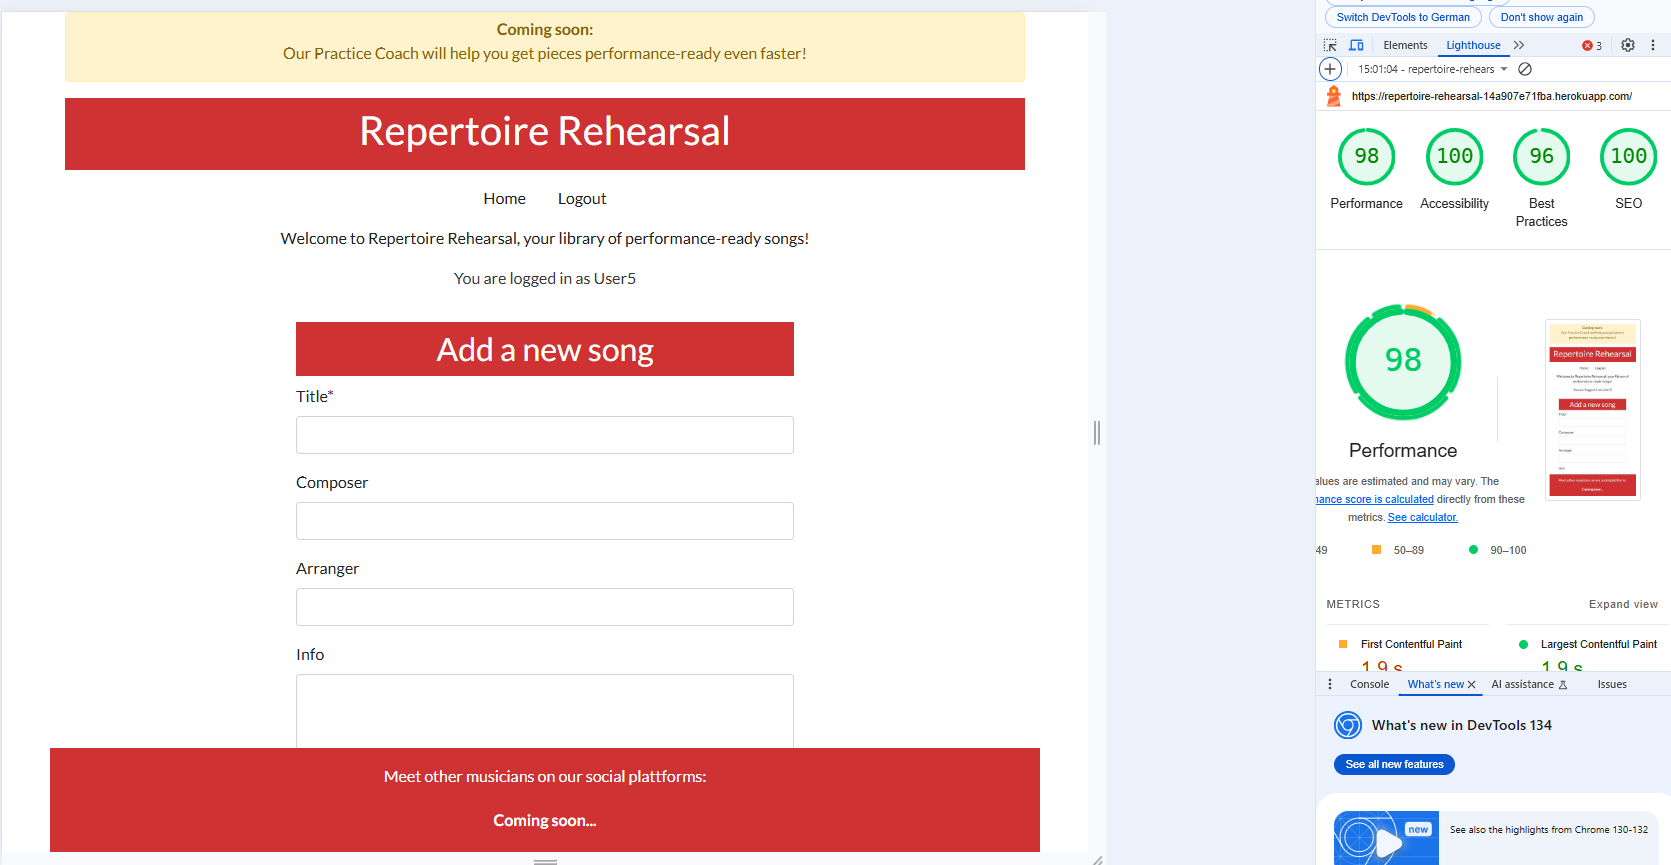 Coming soon:
Our Practice Coach will help you get pieces performance-ready even faster!
Repertoire Rehearsal
Home Logout
Welcome to Repertoire Rehearsal, your library of performance-ready songs!
You are logged in as User5
Add a new song
Title*
Composer
Arranger
Info
Meet other musicians on our social plattforms:
Coming soon...
Switch DevTools to German Don't show again
Elements Lighthouse 3
15:01:04 - repertoire-rehears
https://repertoire-rehearsal-14a907e71fba.herokuapp.com/
98 100 96 100
Performance Accessibility Best Practices SEO
98
Performance
alues are estimated and may vary. The
nance score is calculated directly from these
metrics. See calculator.
49 50–89 90–100
Repertoire Rehearsal
Add a new song
METRICS Expand view
First Contentful Paint Largest Contentful Paint
1.9 s 1.9 s
Console What's new AI assistance Issues
What's new in DevTools 134
See all new features
new
See also the highlights from Chrome 130-132